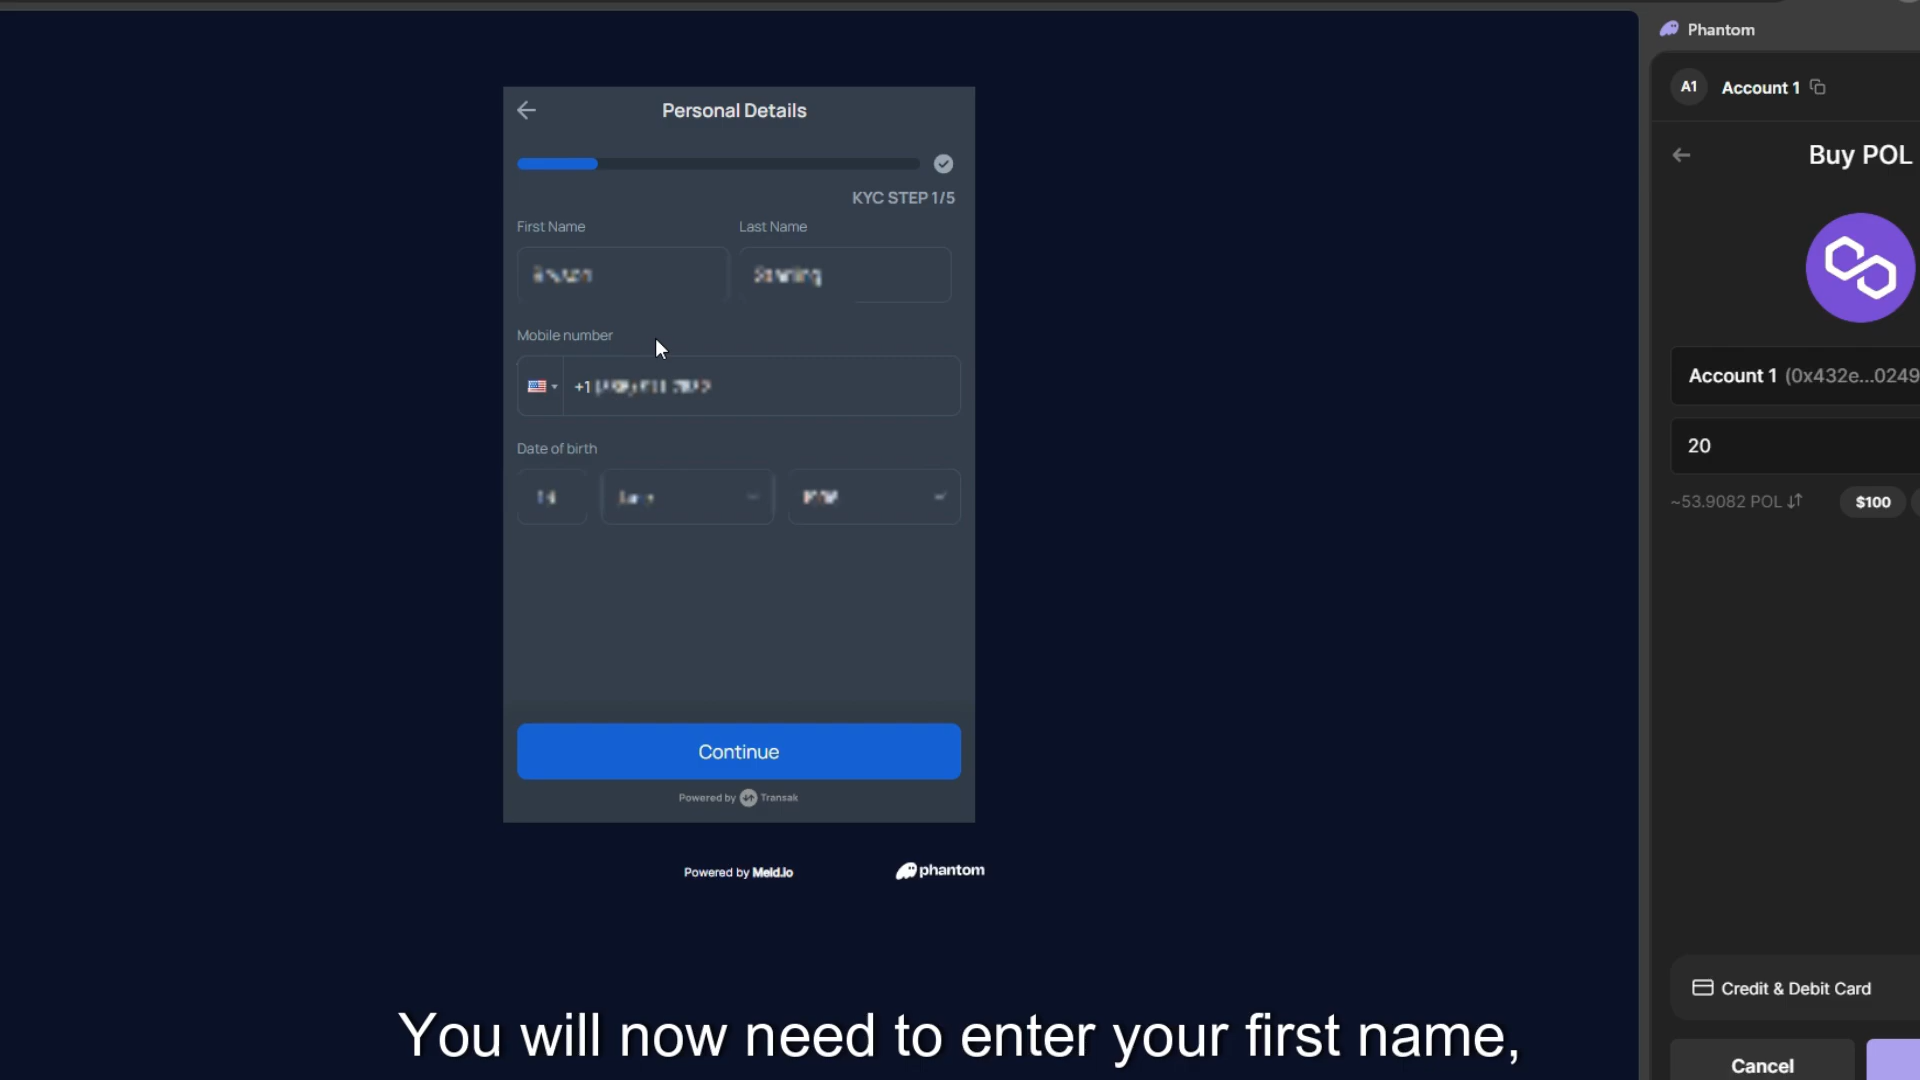 Phantom
A1 Account 1
Personal Details
Buy POL
KYC STEP 1/5
First Name Last Name
Mobile number
+1
Account 1 (0x432e...0249
20
Date of birth
~53.9082 POL $100
Continue
Powered by Transak
Powered by Meld.io phantom
Credit & Debit Card
You will now need to enter your first name,
Cancel